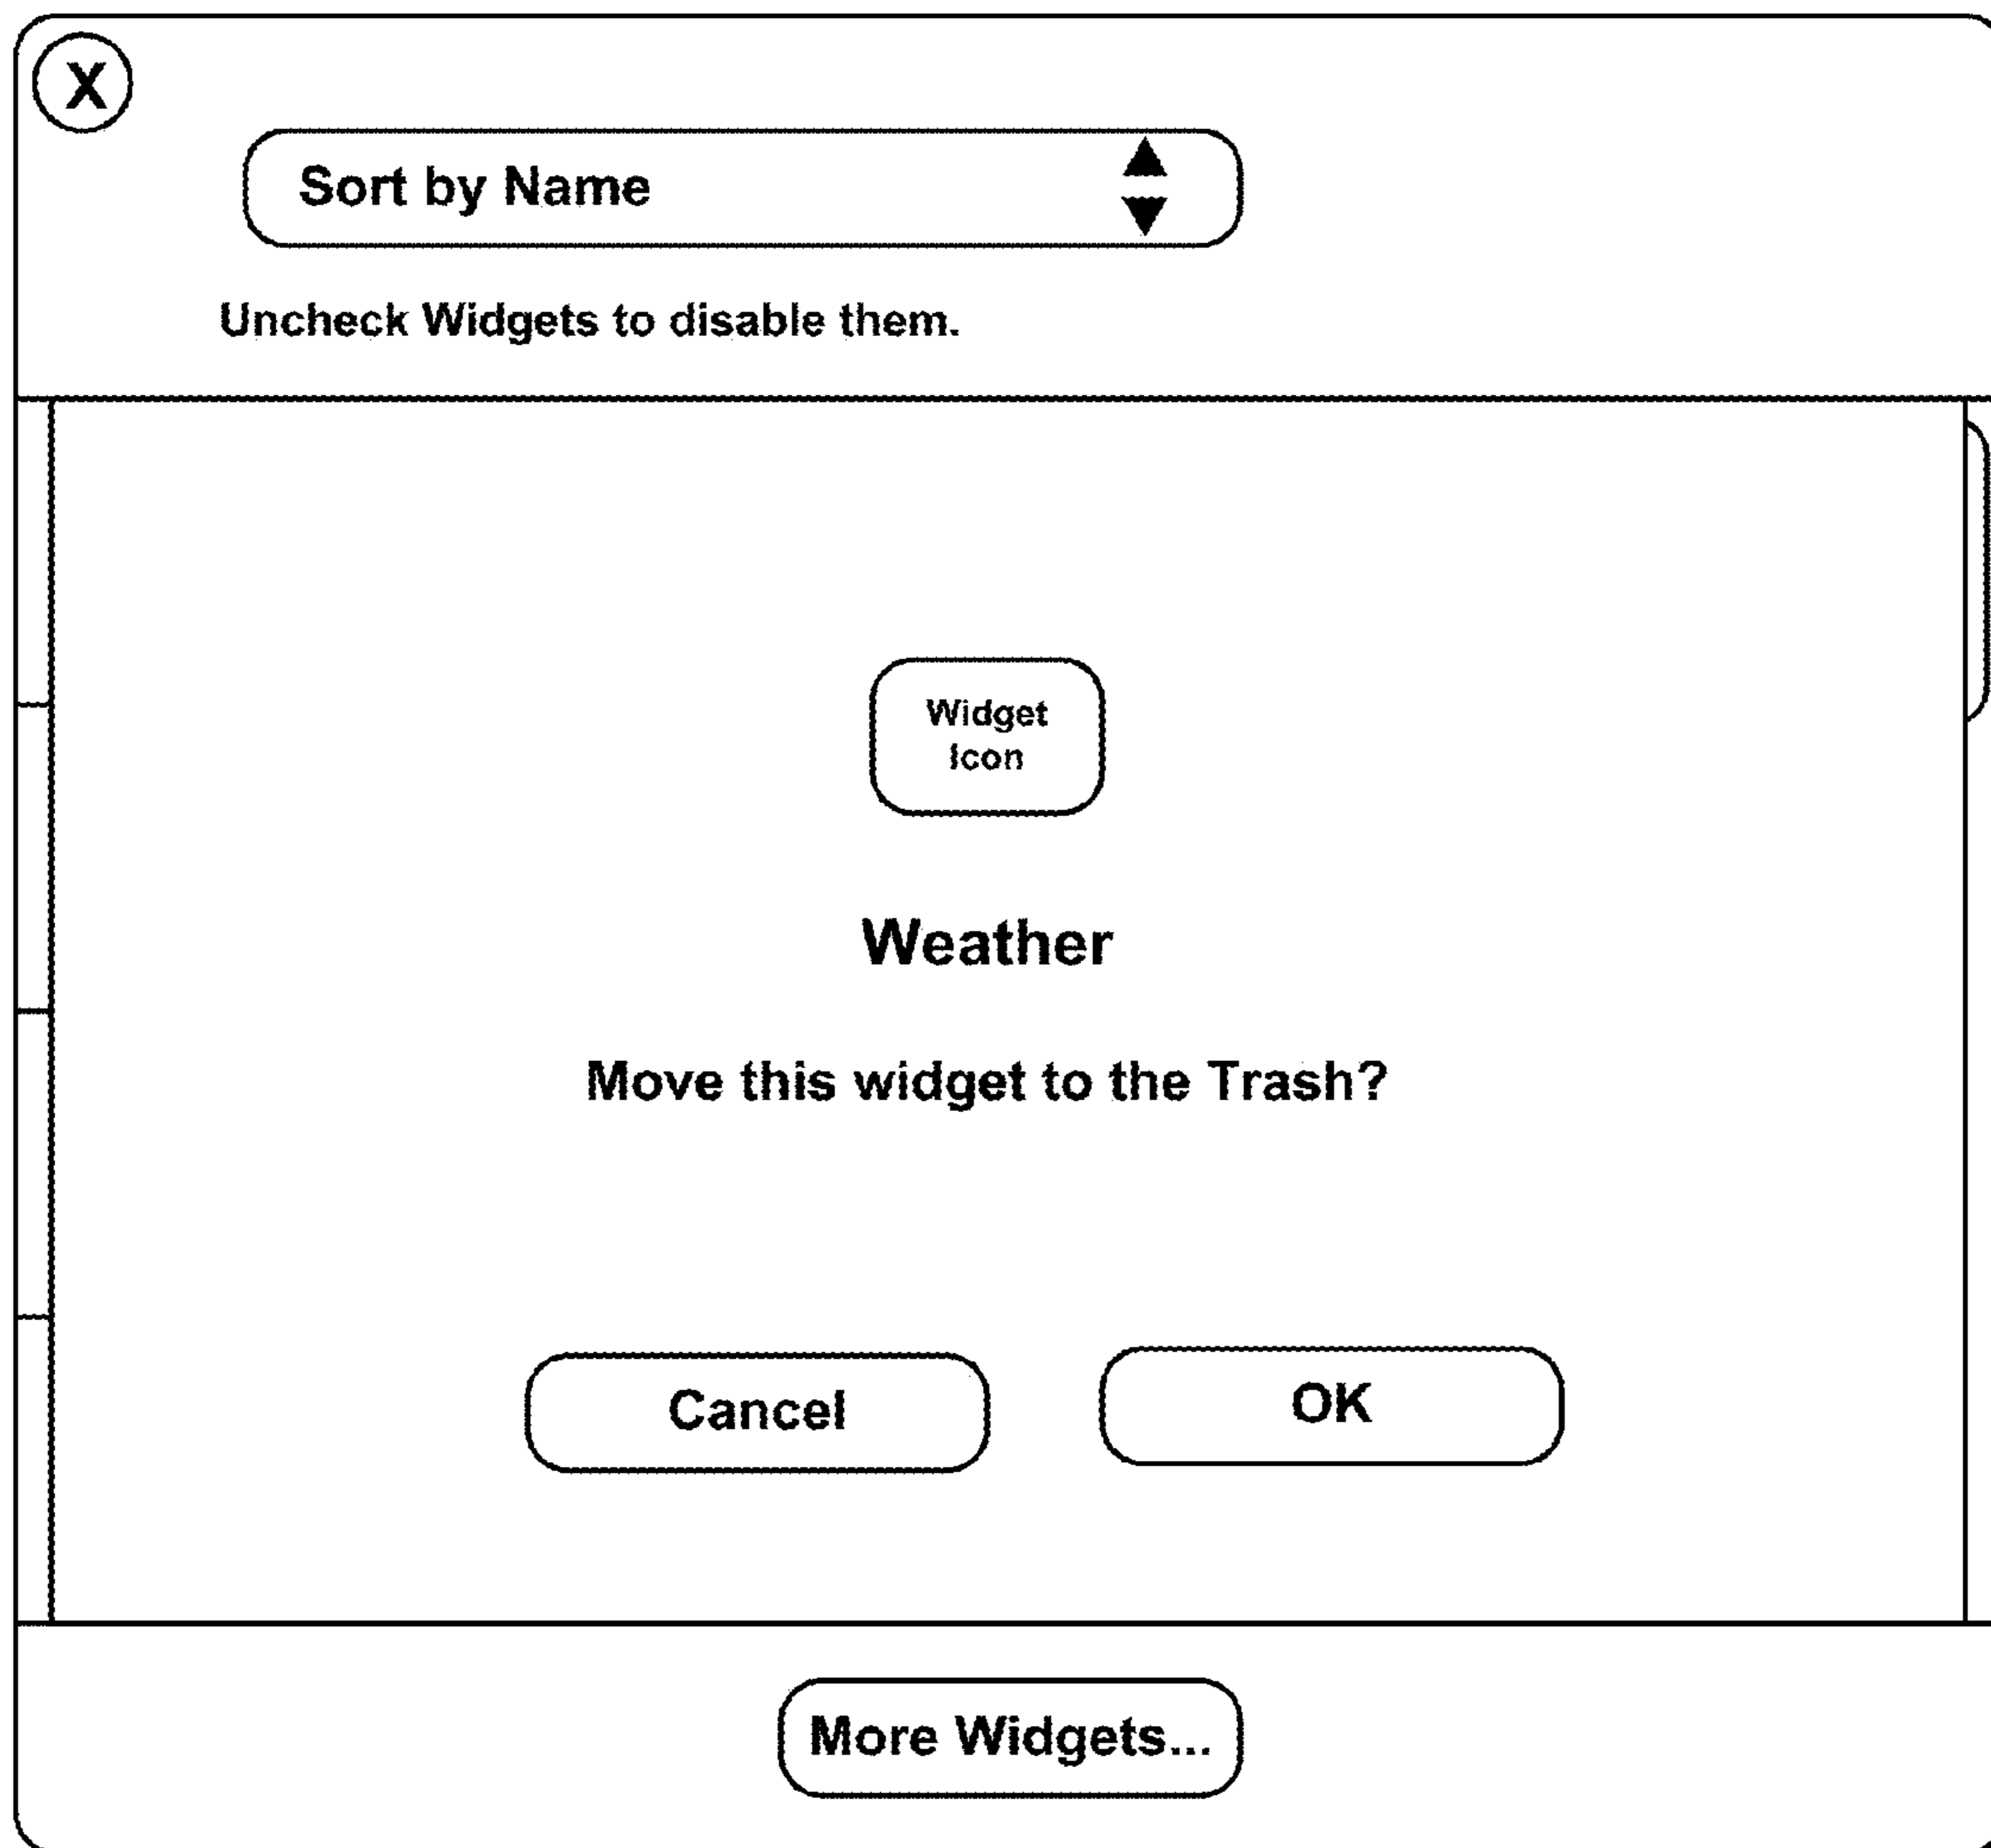 X
Sort by Name
Uncheck Widgets to disable them.
Widget
Icon
Weather
Move this widget to the Trash?
Cancel
OK
More Widgets...